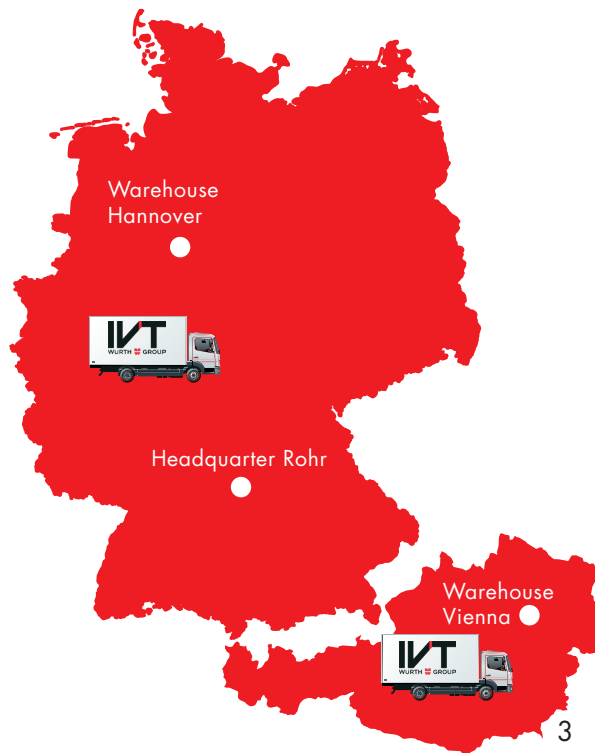 Warehouse
Hannover
IVT
WURTH GROUP
Headquarter Rohr
Warehouse
Vienna
IVT
WURTH GROUP
3